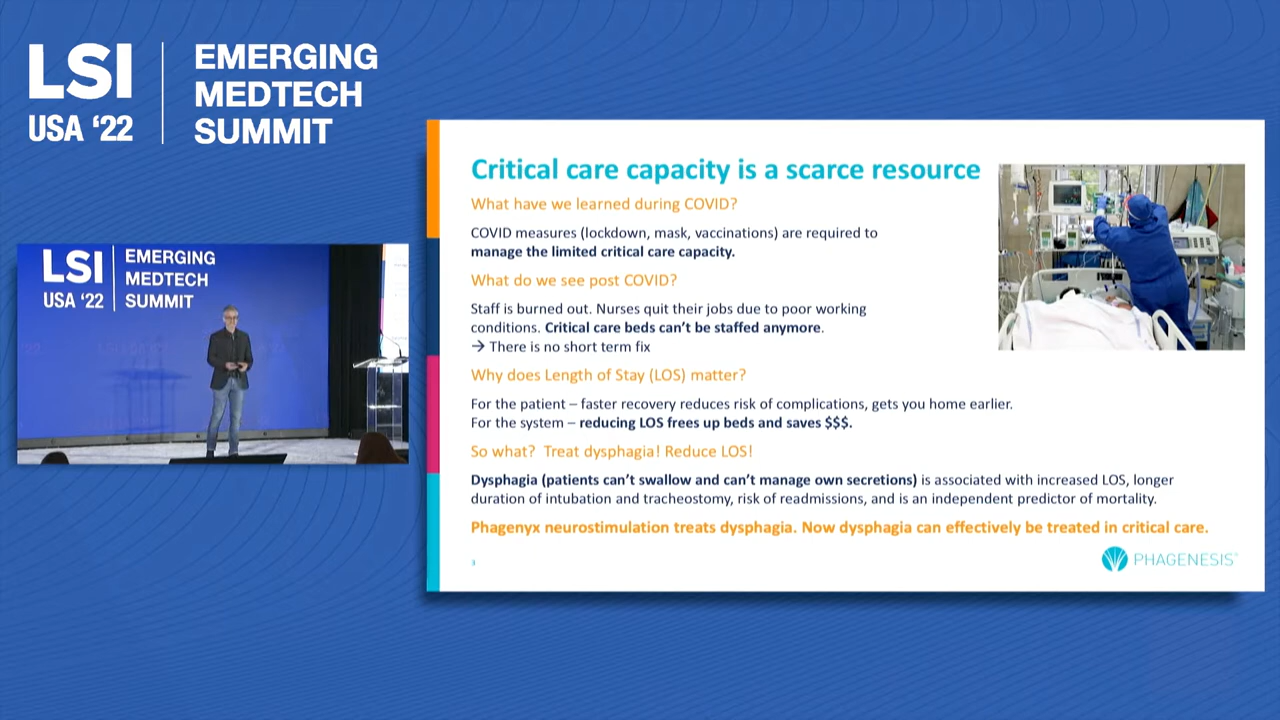 LSI
USA ‘22
EMERGING
MEDTECH
SUMMIT
LSI
USA ‘22
EMERGING
MEDTECH
SUMMIT
Critical care capacity is a scarce resource
What have we learned during COVID?
COVID measures (lockdown, mask, vaccinations) are required to
manage the limited critical care capacity.
What do we see post COVID?
Staff is burned out. Nurses quit their jobs due to poor working
conditions. Critical care beds can’t be staffed anymore.
→ There is no short term fix
Why does Length of Stay (LOS) matter?
For the patient – faster recovery reduces risk of complications, gets you home earlier.
For the system – reducing LOS frees up beds and saves $$$.
So what? Treat dysphagia! Reduce LOS!
Dysphagia (patients can’t swallow and can’t manage own secretions) is associated with increased LOS, longer
duration of intubation and tracheostomy, risk of readmissions, and is an independent predictor of mortality.
Phagenyx neurostimulation treats dysphagia. Now dysphagia can effectively be treated in critical care.
3
PHAGENESIS®